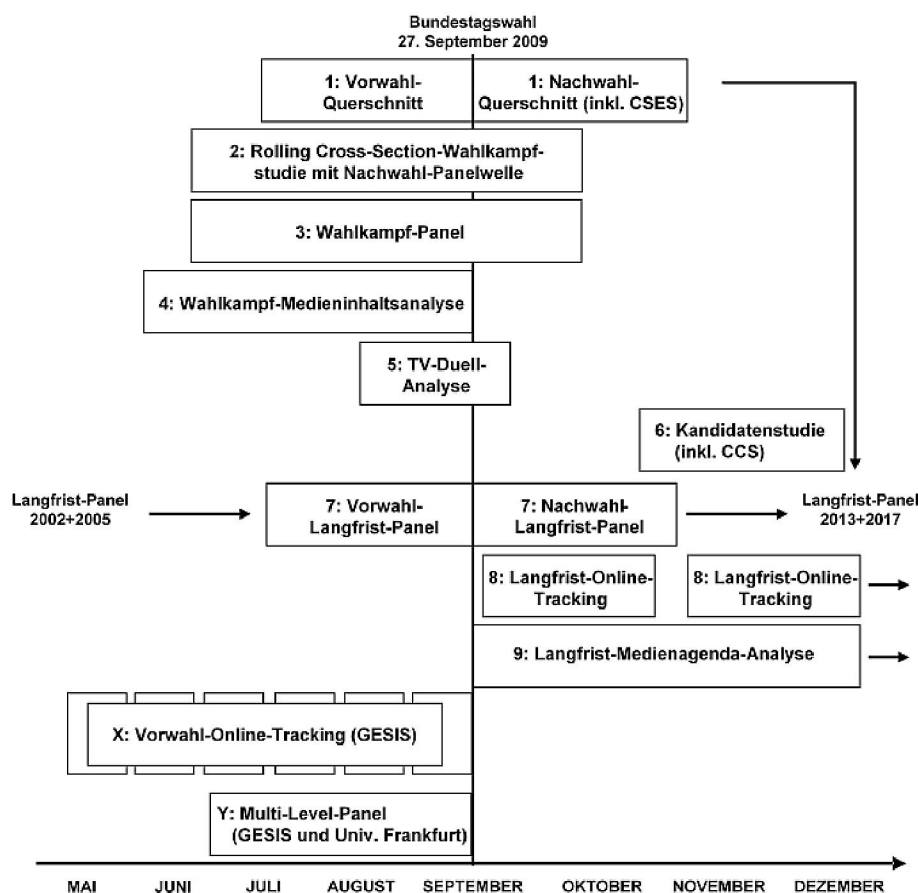 Bundestagswahl
27. September 2009
1: Vorwahl-
Querschnitt
1: Nachwahl-
Querschnitt (inkl. CSES)
2: Rolling Cross-Section-Wahlkampf-
studie mit Nachwahl-Panelwelle
3: Wahlkampf-Panel
4: Wahlkampf-Medieninhaltsanalyse
5: TV-Duell-
Analyse
6: Kandidatenstudie
(inkl. CCS)
Langfrist-Panel
2002+2005
7: Vorwahl-
Langfrist-Panel
7: Nachwahl-
Langfrist-Panel
Langfrist-Panel
2013+2017
8: Langfrist-Online-
Tracking
8: Langfrist-Online-
Tracking
9: Langfrist-Medienagenda-Analyse
X: Vorwahl-Online-Tracking (GESIS)
Y: Multi-Level-Panel
(GESIS und Univ. Frankfurt)
MAI JUNI JULI AUGUST SEPTEMBER OKTOBER NOVEMBER DEZEMBER